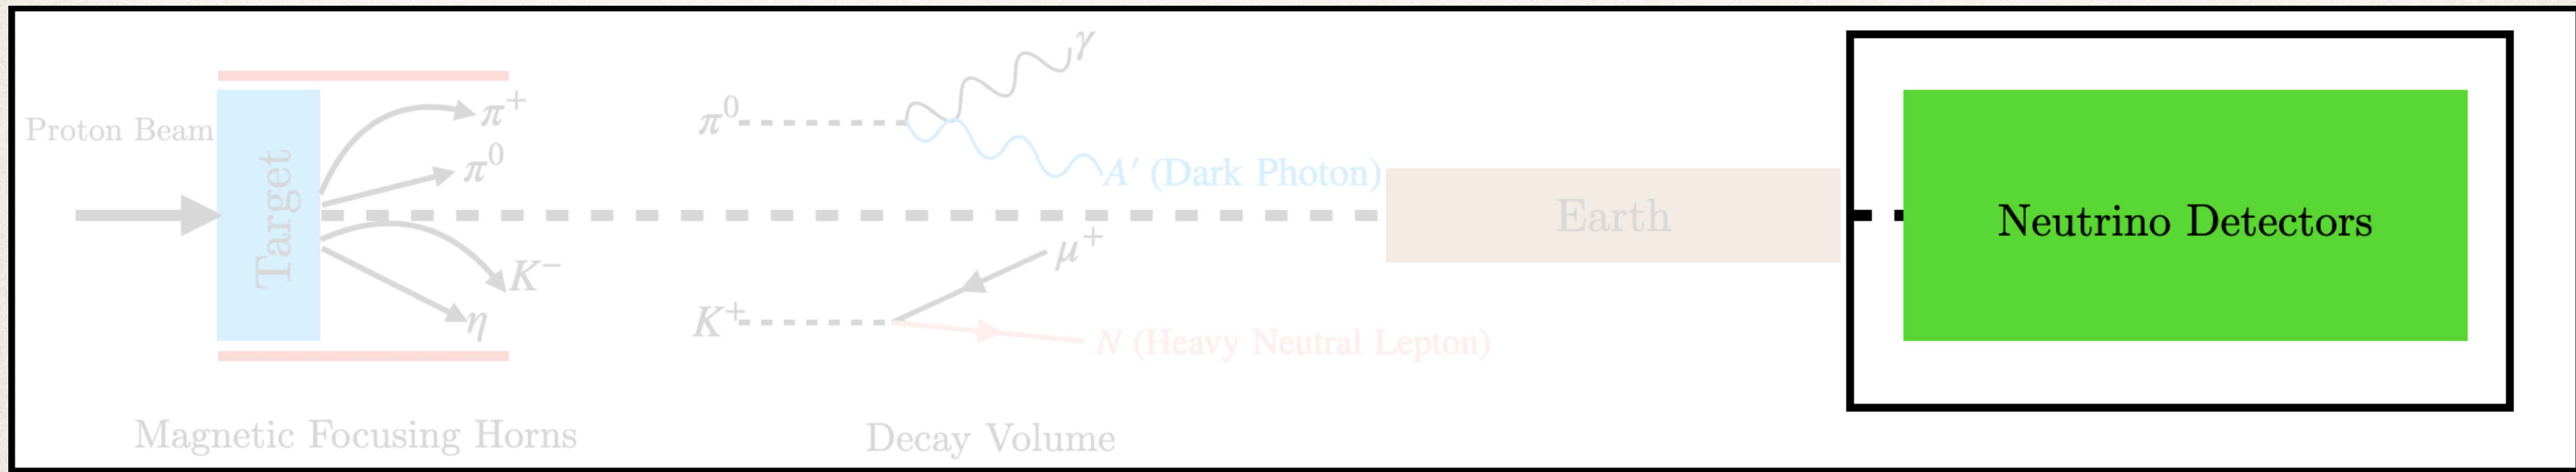 Proton Beam
Target
π⁺
π⁰
K⁻
η
Magnetic Focusing Horns
π⁰
γ
A′ (Dark Photon)
K⁺
μ⁺
N (Heavy Neutral Lepton)
Decay Volume
Earth
Neutrino Detectors